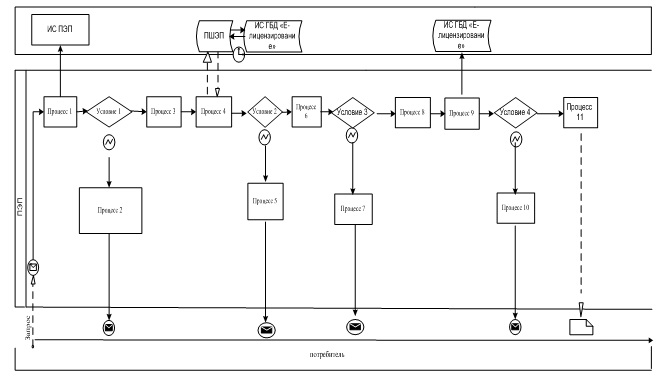 ИС ПЭП
ПШЭП
ИС ГБД «Е-
лицензировани
е»
ИС ГБД «Е-
лицензировани
е»
Процесс 1
Условие 1
Процесс 3
Процесс 4
Условие 2
Процесс
6
Условие 3
Процесс 8
Процесс 9
Условие 4
Процесс
11
Процесс 2
Процесс 5
Процесс 7
Процесс 10
Запрос
потребитель